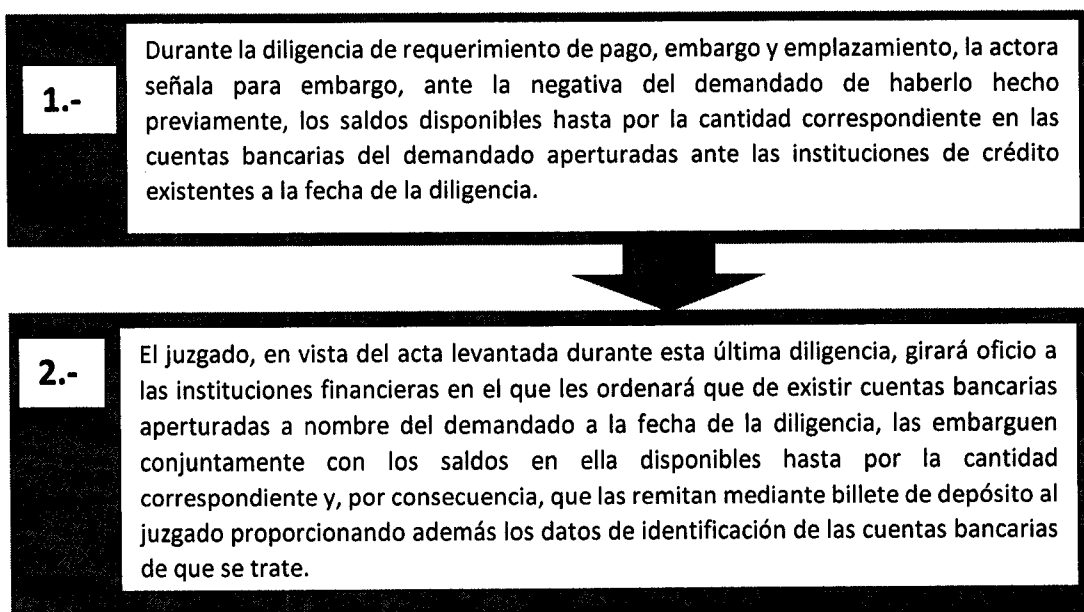 1.-
Durante la diligencia de requerimiento de pago, embargo y emplazamiento, la actora
señala para embargo, ante la negativa del demandado de haberlo hecho
previamente, los saldos disponibles hasta por la cantidad correspondiente en las
cuentas bancarias del demandado aperturadas ante las instituciones de crédito
existentes a la fecha de la diligencia.
2.-
El juzgado, en vista del acta levantada durante esta última diligencia, girará oficio a
las instituciones financieras en el que les ordenará que de existir cuentas bancarias
aperturadas a nombre del demandado a la fecha de la diligencia, las embarguen
conjuntamente con los saldos en ella disponibles hasta por la cantidad
correspondiente y, por consecuencia, que las remitan mediante billete de depósito al
juzgado proporcionando además los datos de identificación de las cuentas bancarias
de que se trate.